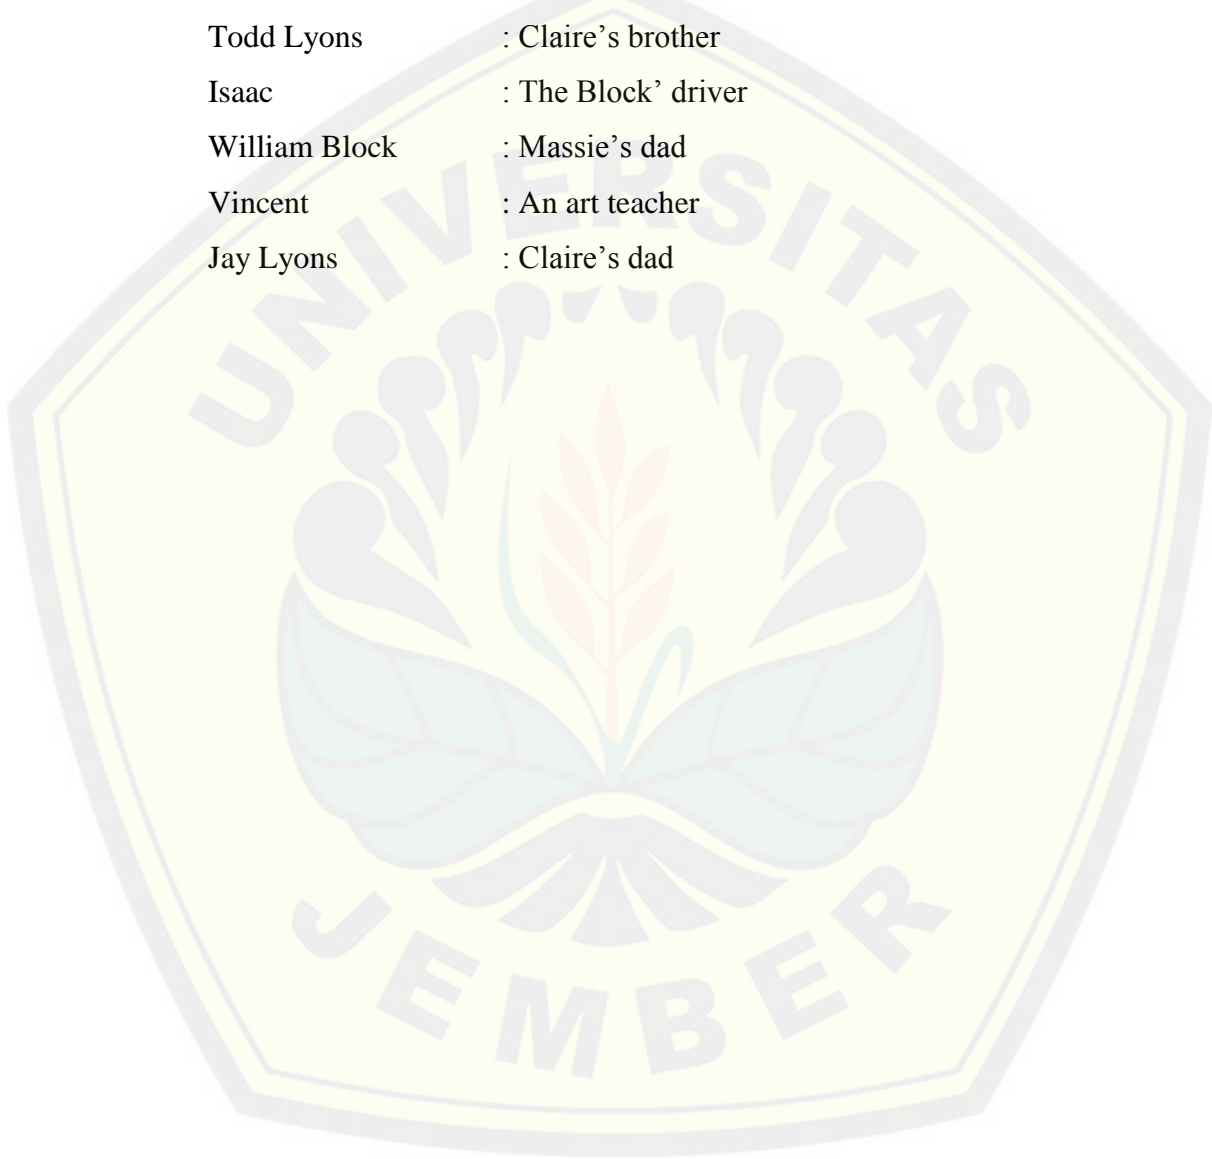 Todd Lyons : Claire’s brother
Isaac : The Block’ driver
William Block : Massie’s dad
Vincent : An art teacher
Jay Lyons : Claire’s dad
UNIVERSITAS
JEMBER